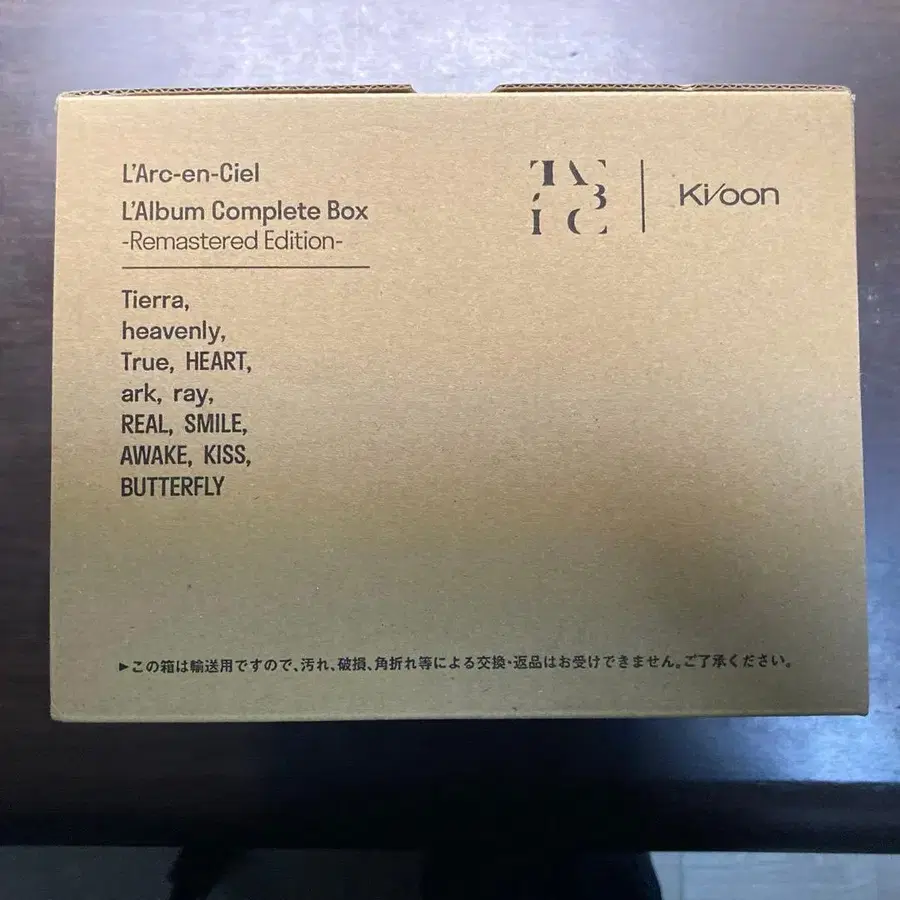 L'Arc-en-Ciel
L'Album Complete Box
-Remastered Edition-
Tierra,
heavenly,
True, HEART,
ark, ray,
REAL, SMILE,
AWAKE, KISS,
BUTTERFLY
Ki/oon
▶この箱は輸送用ですので、汚れ、破損、角折れ等による交換・返品はお受けできません。ご了承ください。